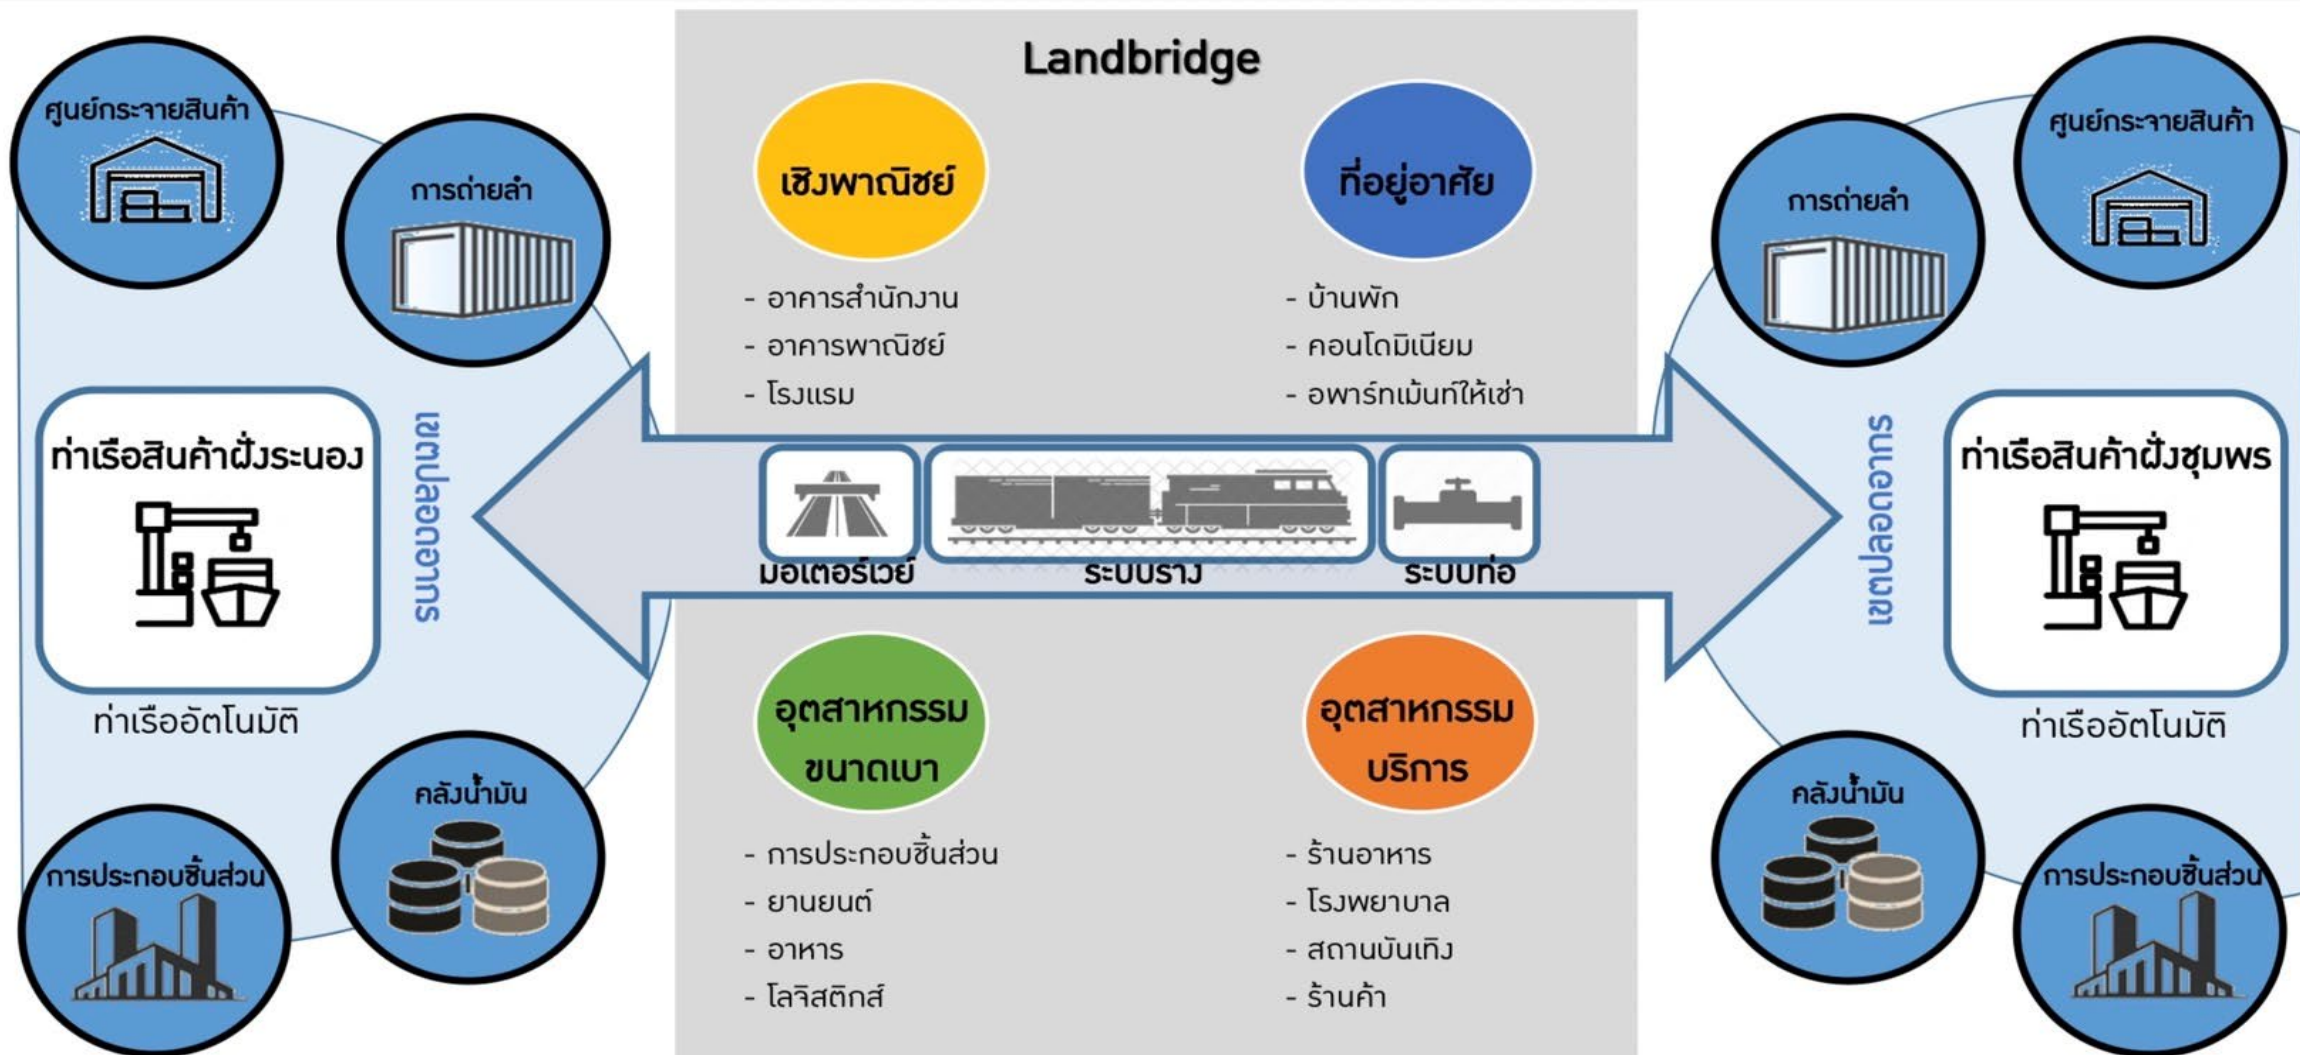 Landbridge
ศูนย์กระจายสินค้า
การถ่ายลำ
ท่าเรือสินค้าฝั่งระนอง
เขตปลอดอากร
ท่าเรืออัตโนมัติ
คลังน้ำมัน
การประกอบชิ้นส่วน
เชิงพาณิชย์
- อาคารสำนักงาน
- อาคารพาณิชย์
- โรงแรม
ที่อยู่อาศัย
- บ้านพัก
- คอนโดมิเนียม
- อพาร์ทเม้นท์ให้เช่า
มอเตอร์เวย์
ระบบราง
ระบบท่อ
อุตสาหกรรม
ขนาดเบา
- การประกอบชิ้นส่วน
- ยานยนต์
- อาหาร
- โลจิสติกส์
อุตสาหกรรม
บริการ
- ร้านอาหาร
- โรงพยาบาล
- สถานบันเทิง
- ร้านค้า
ศูนย์กระจายสินค้า
การถ่ายลำ
เขตปลอดอากร
ท่าเรือสินค้าฝั่งชุมพร
ท่าเรืออัตโนมัติ
คลังน้ำมัน
การประกอบชิ้นส่วน